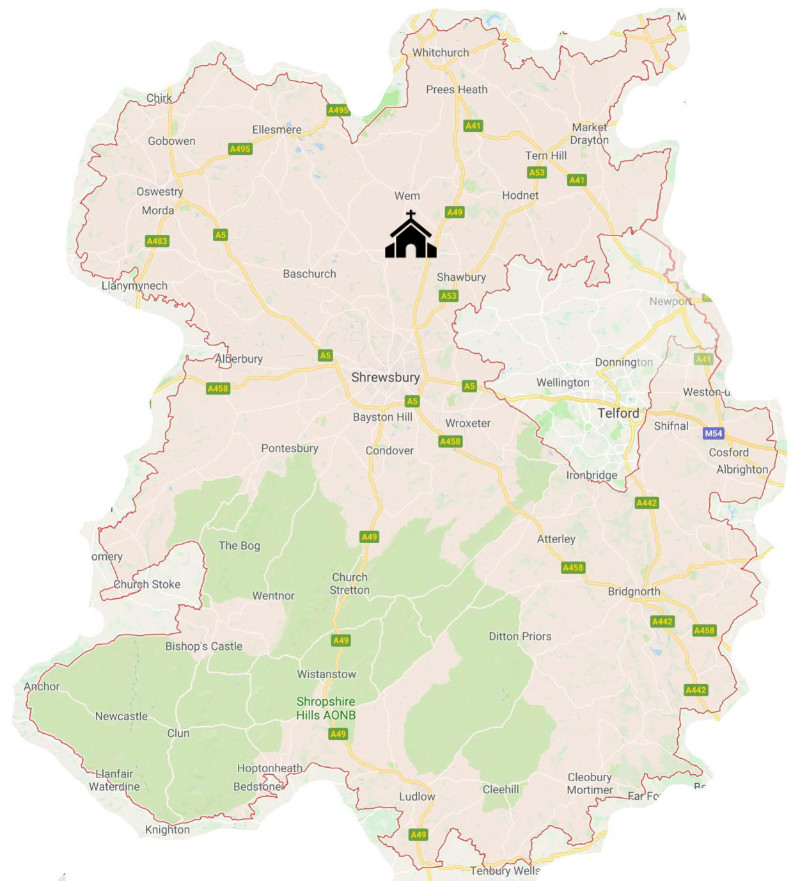 M
Whitchurch
Prees Heath
Chirk
A495
A41
Ellesmere
Market
Drayton
Gobowen
A495
Tern Hill
A53
A41
Oswestry
Wem
Hodnet
Morda
A49
A5
A483
Baschurch
Shawbury
Llanymynech
A53
Newport
A5
Alberbury
A41
Donnington
Shrewsbury
Wellington
A458
A5
Weston-u
A5
Bayston Hill
Telford
Wroxeter
Shifnal
M54
A458
Pontesbury
Condover
Cosford
Albrighton
Ironbridge
A442
A49
Atterley
The Bog
omery
A458
Church
Stretton
Church Stoke
Wentnor
Bridgnorth
A442
A458
Ditton Priors
A49
Bishop's Castle
Wistanstow
Anchor
A442
Shropshire
Hills AONB
Newcastle
Clun
A49
Hoptonheath
Llanfair
Waterdine
Bedstone
Cleobury
Mortimer
Cleehill
Ludlow
Far Fo
Knighton
A49
Tenbury Wells